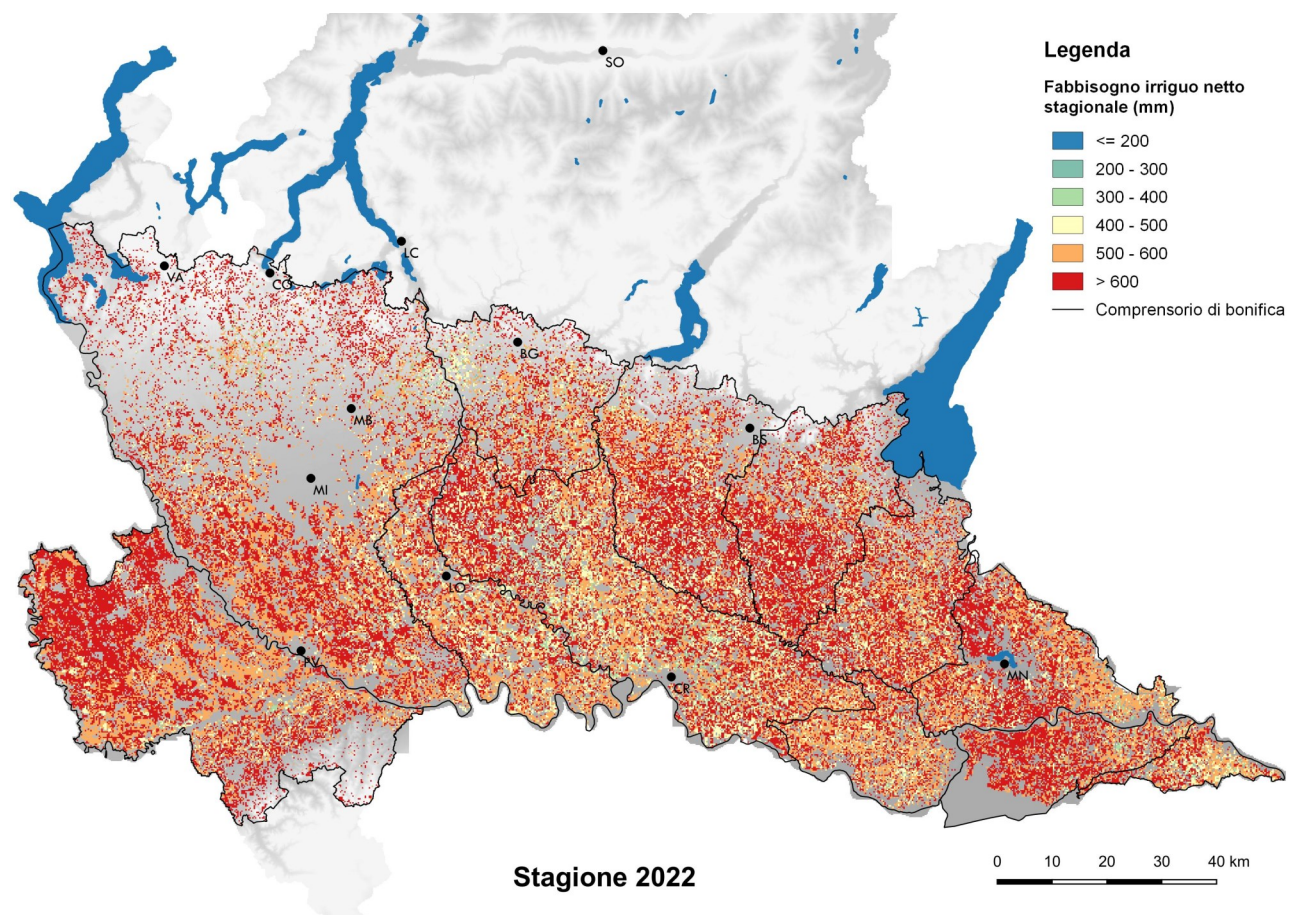 SO
LC
VA
CO
BG
MB
BS
MI
LO
PV
MN
CR
Legenda
Fabbisogno irriguo netto
stagionale (mm)
<= 200
200 - 300
300 - 400
400 - 500
500 - 600
> 600
Comprensorio di bonifica
Stagione 2022
0 10 20 30 40 km